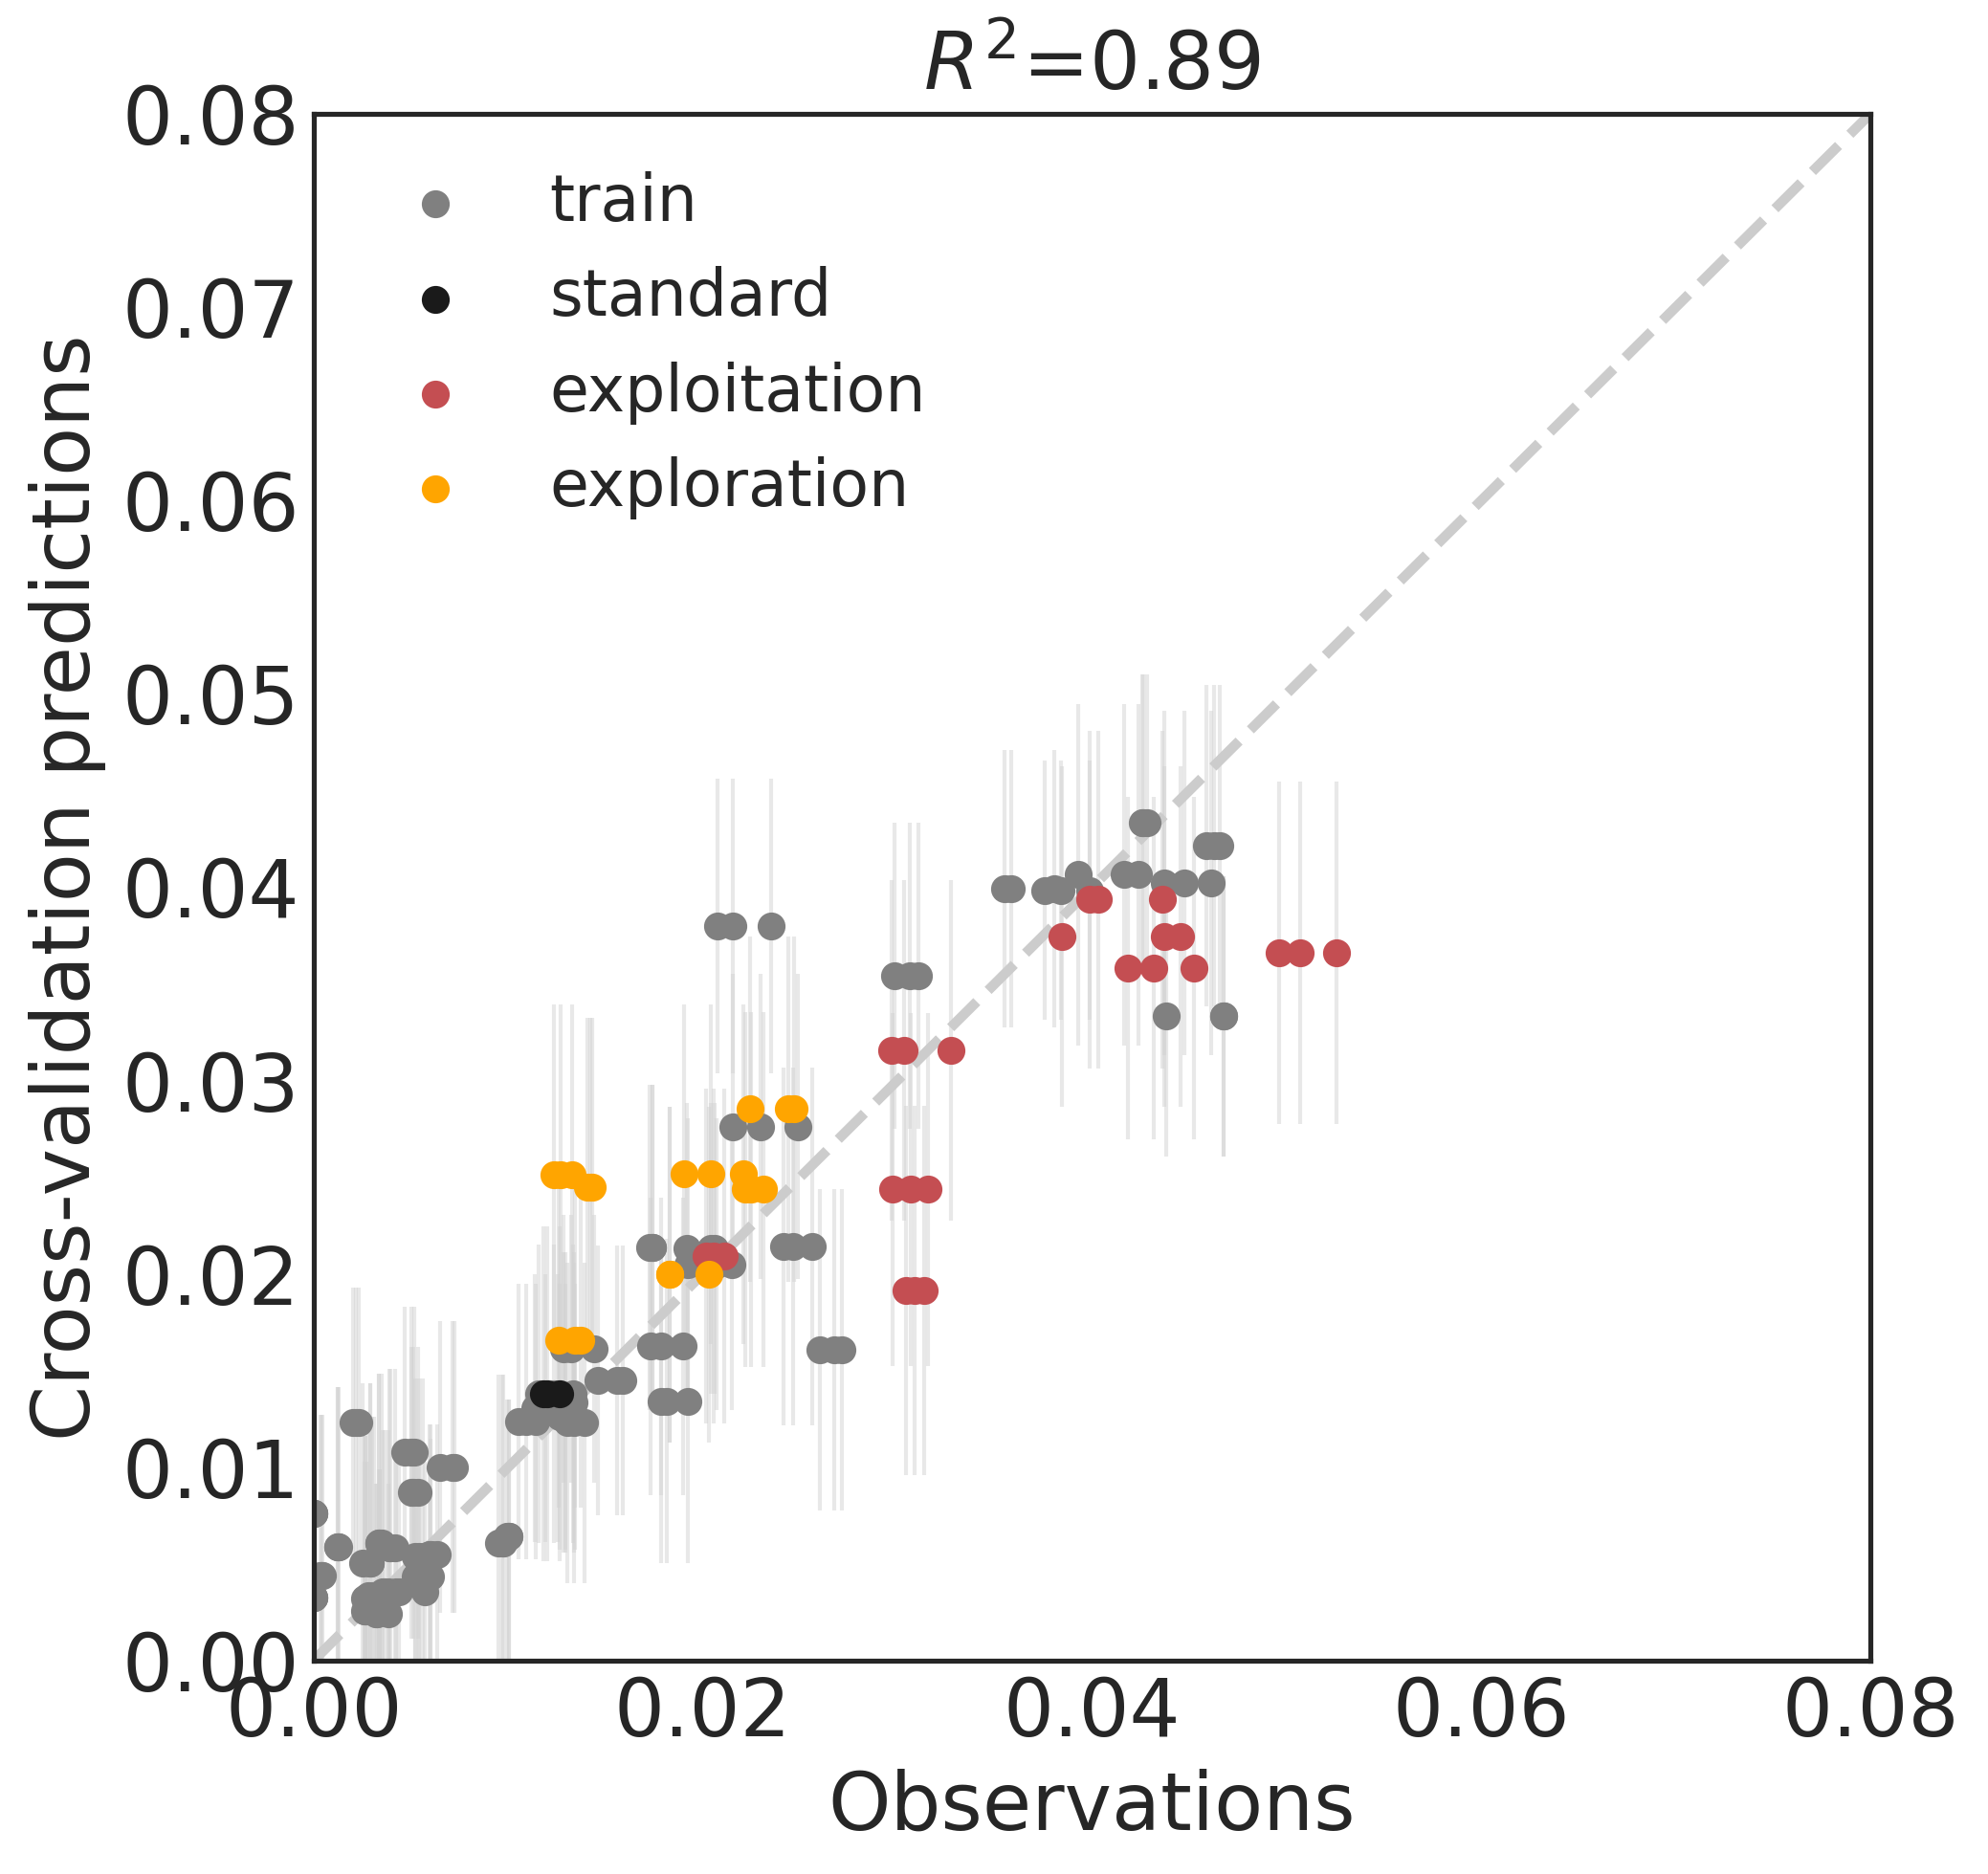 R²=0.89
0.08
0.07
0.06
0.05
0.04
0.03
0.02
0.01
0.00
Cross-validation predictions
train
standard
exploitation
exploration
0.00 0.02 0.04 0.06 0.08
Observations